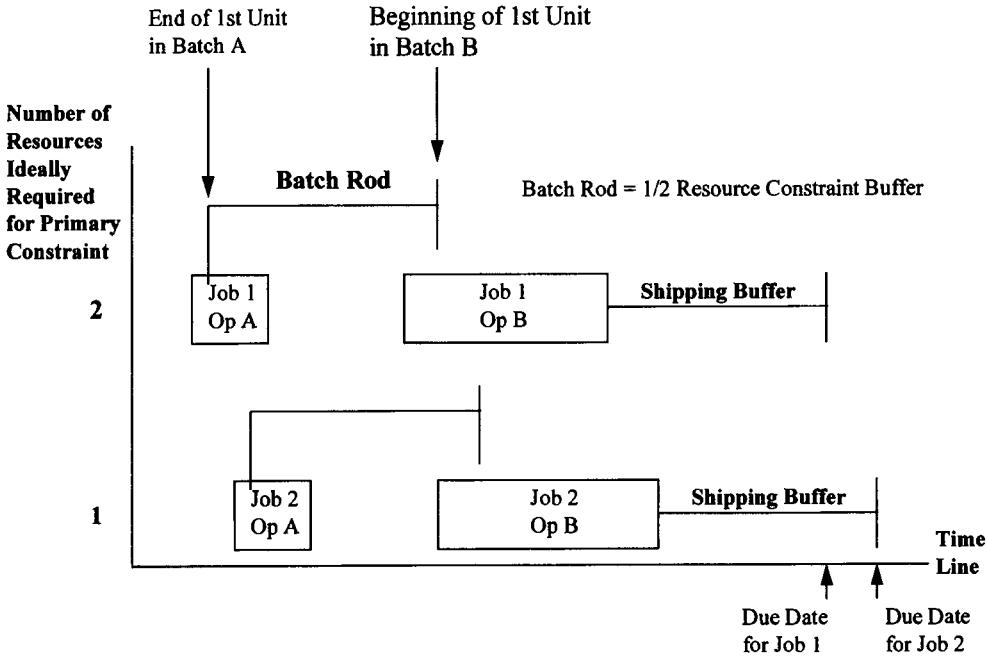 End of 1st Unit
in Batch A
Beginning of 1st Unit
in Batch B
Number of
Resources
Ideally
Required
for Primary
Constraint
Batch Rod
Batch Rod = 1/2 Resource Constraint Buffer
2
Job 1
Op A
Job 1
Op B
Shipping Buffer
1
Job 2
Op A
Job 2
Op B
Shipping Buffer
Time
Line
Due Date
for Job 1
Due Date
for Job 2